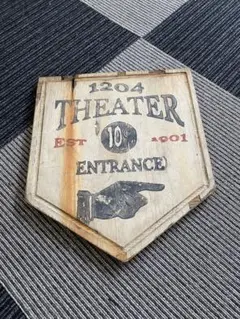 1204
THEATER
EST 10¢ 1901
ENTRANCE